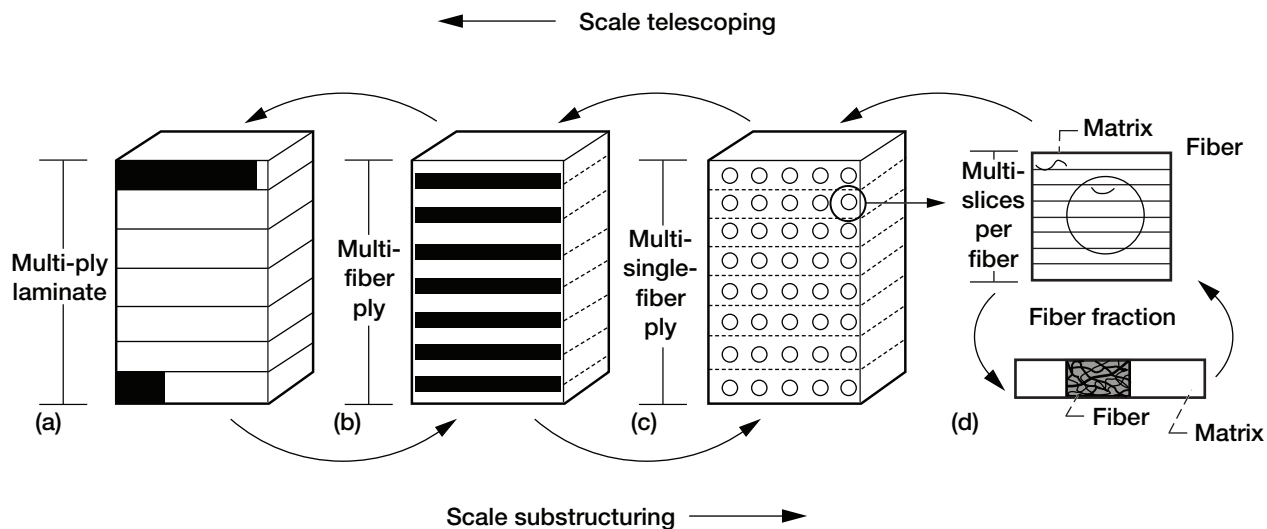 Scale telescoping
Multi-ply
laminate
(a)
Multi-
fiber
ply
(b)
Multi-
single-
fiber
ply
(c)
Matrix
Fiber
Multi-
slices
per
fiber
Fiber fraction
(d)
Fiber
Matrix
Scale substructuring